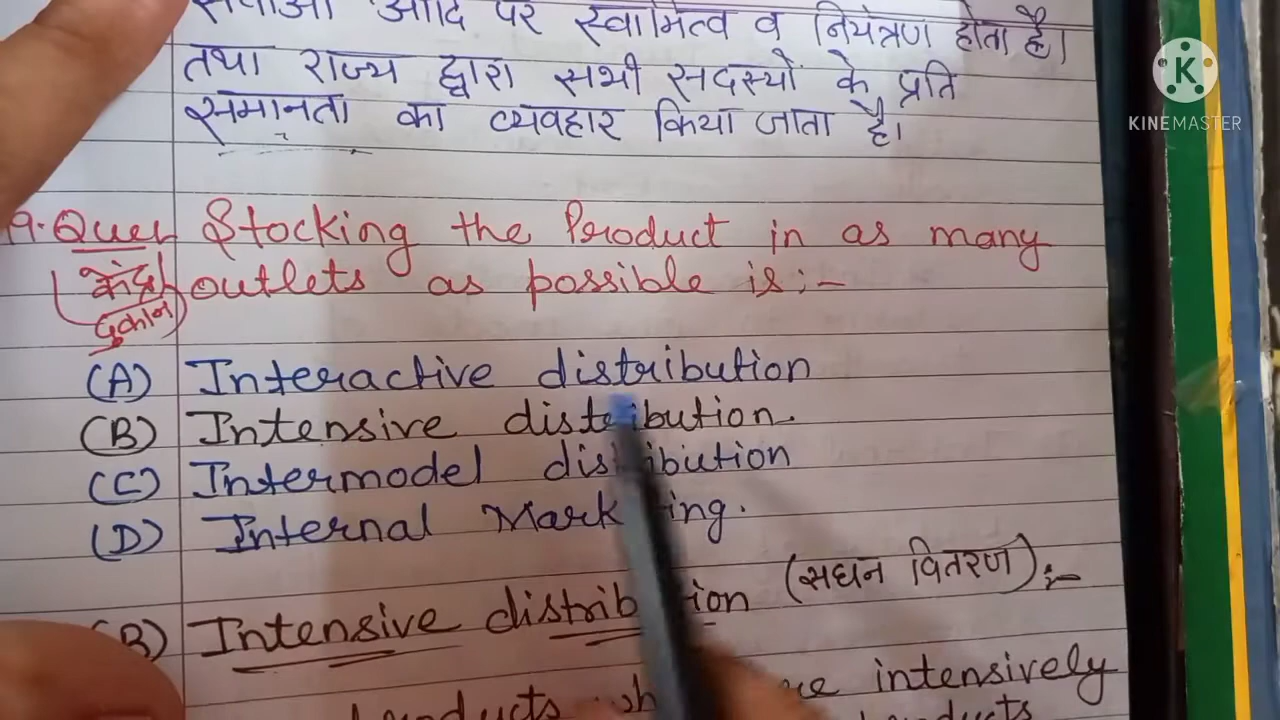 आदि पर स्वामित्व व नियंत्रण होता है।
तथा राज्य द्वारा सभी सदस्यों के प्रति
समानता का व्यवहार किया जाता है।
K
KINEMASTER
9. Ques Stocking the Product in as many
outlets as possible is:-
दुकान
(A) Interactive distribution
(B) Intensive distribution.
(C) Intermodel distribution
(D) Internal Marketing.
(B) Intensive distribution (सघन वितरण):-
intensively